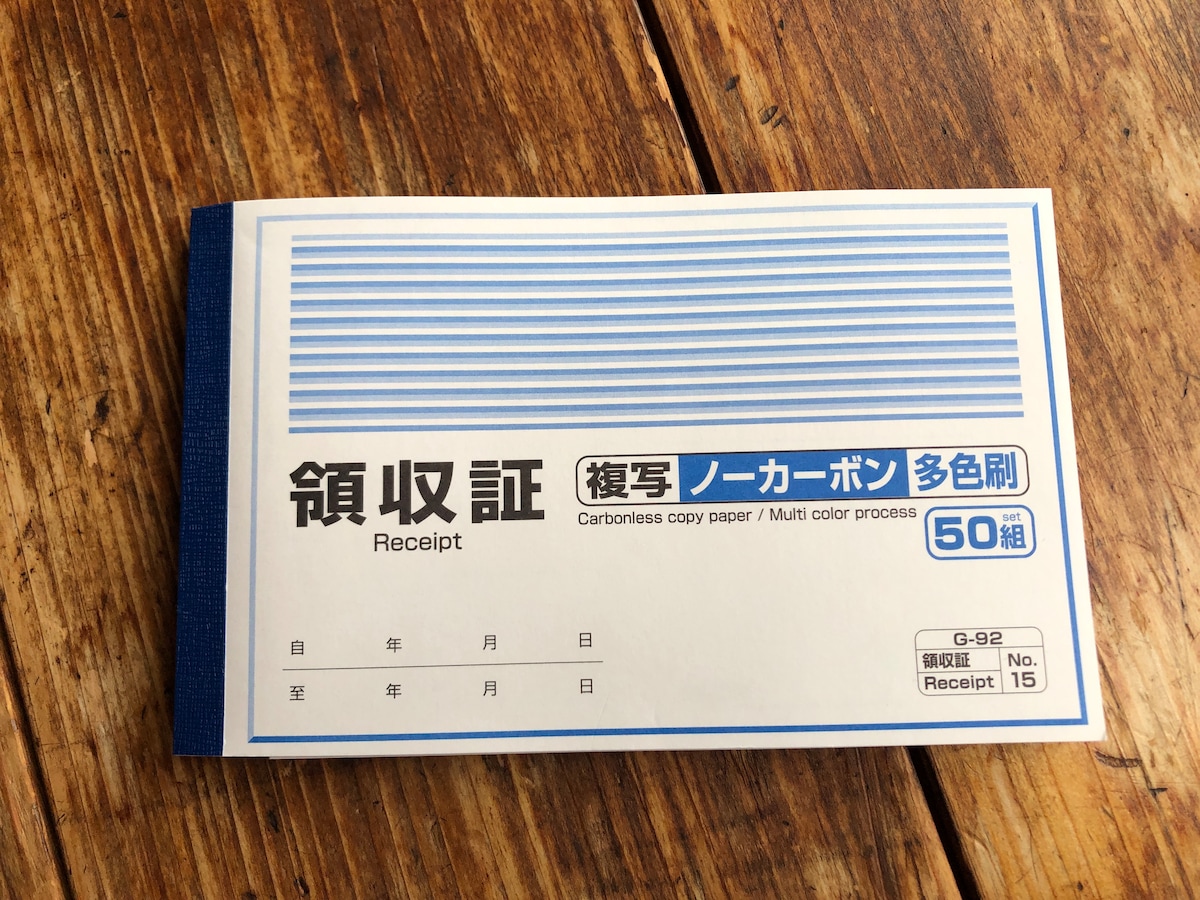 領収証
Receipt
複写 ノーカーボン 多色刷
Carbonless copy paper / Multi color process
50組 set
自 年 月 日
至 年 月 日
G-92
領収証 No.
Receipt 15